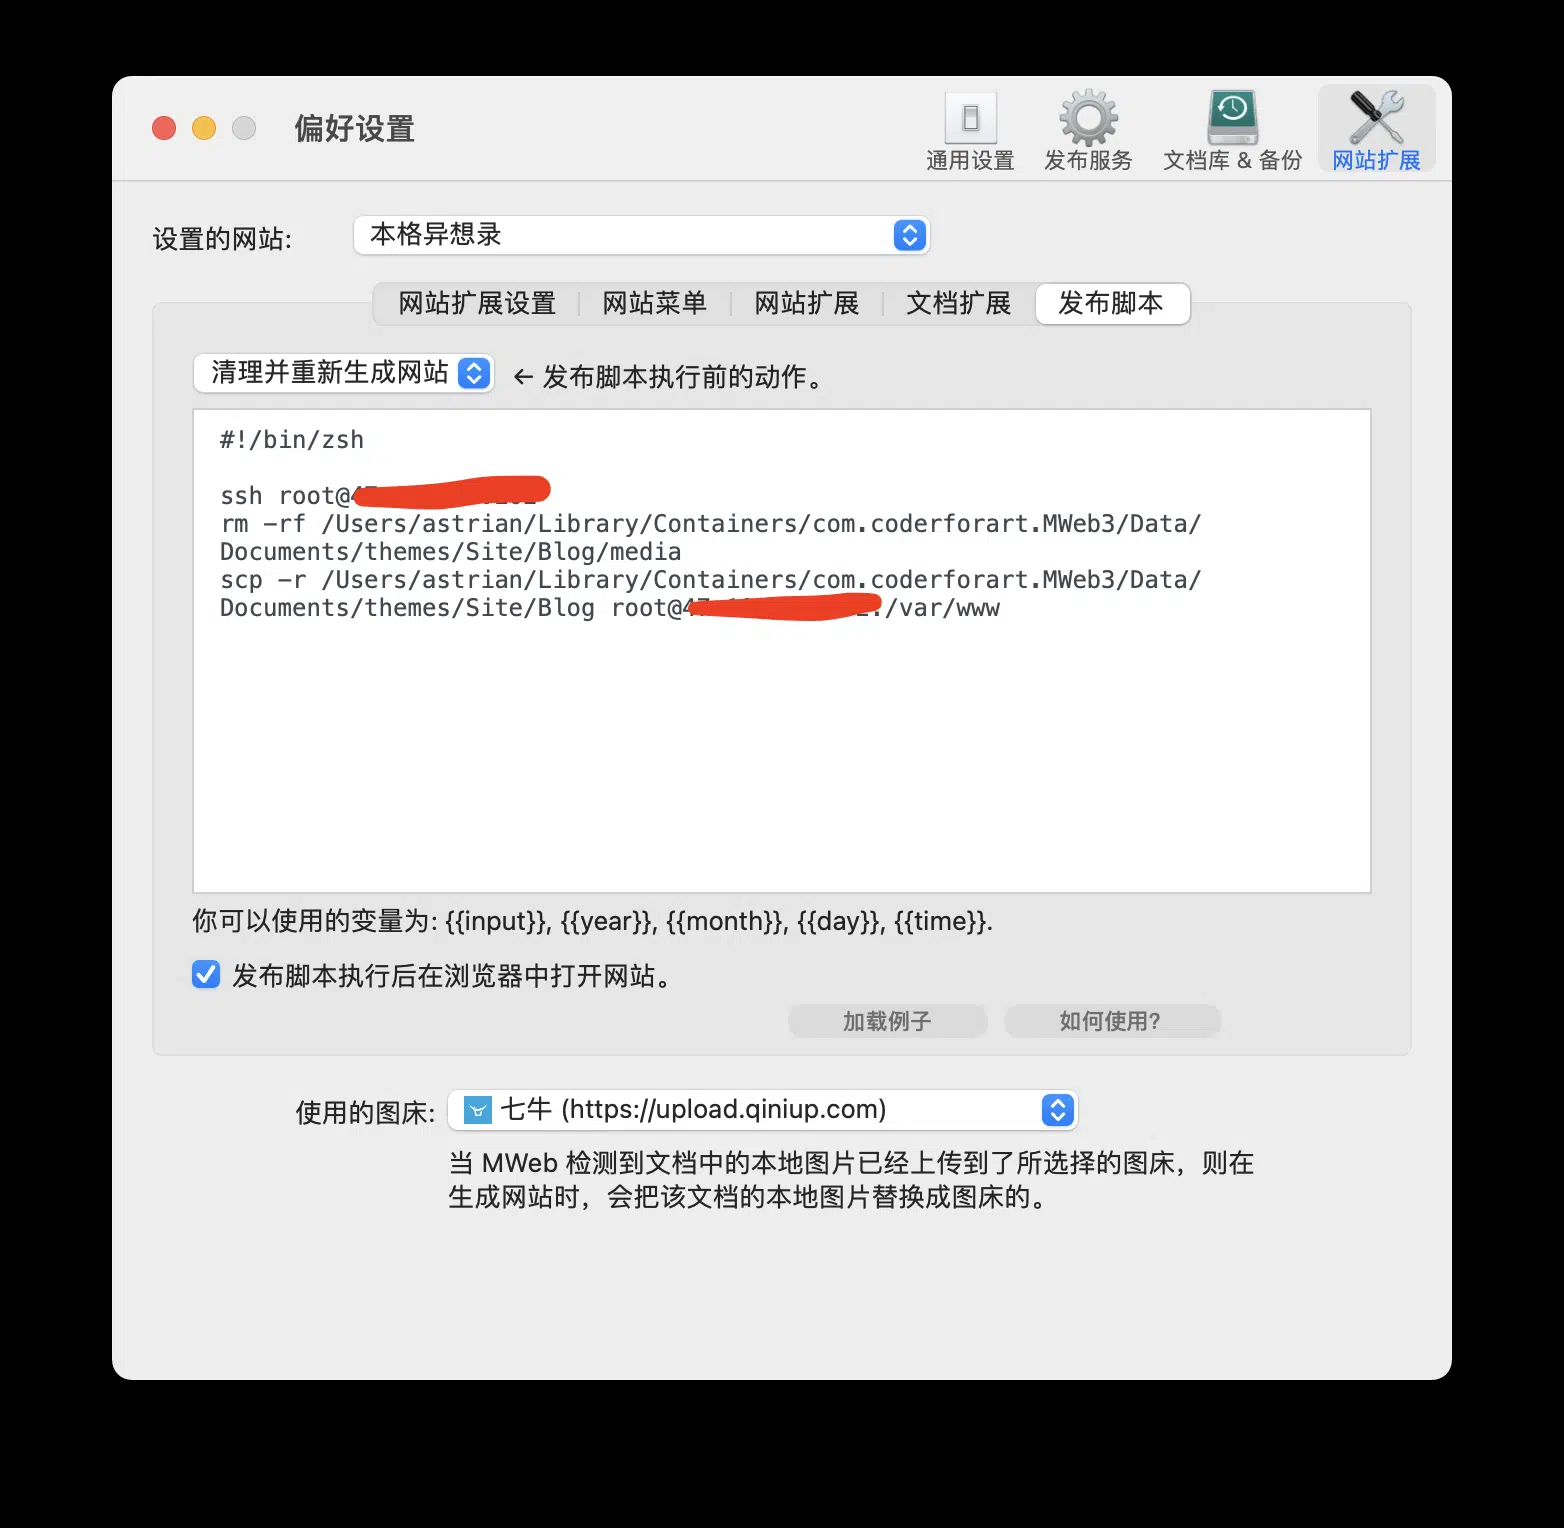 偏好设置
通用设置
发布服务
文档库 & 备份
网站扩展
设置的网站:
本格异想录
网站扩展设置
网站菜单
网站扩展
文档扩展
发布脚本
清理并重新生成网站
← 发布脚本执行前的动作。
#!/bin/zsh
ssh root@
rm -rf /Users/astrian/Library/Containers/com.coderforart.MWeb3/Data/
Documents/themes/Site/Blog/media
scp -r /Users/astrian/Library/Containers/com.coderforart.MWeb3/Data/
Documents/themes/Site/Blog root@ :/var/www
你可以使用的变量为: {{input}}, {{year}}, {{month}}, {{day}}, {{time}}.
发布脚本执行后在浏览器中打开网站。
加载例子
如何使用?
使用的图床:
七牛 (https://upload.qiniup.com)
当 MWeb 检测到文档中的本地图片已经上传到了所选择的图床，则在
生成网站时，会把该文档的本地图片替换成图床的。